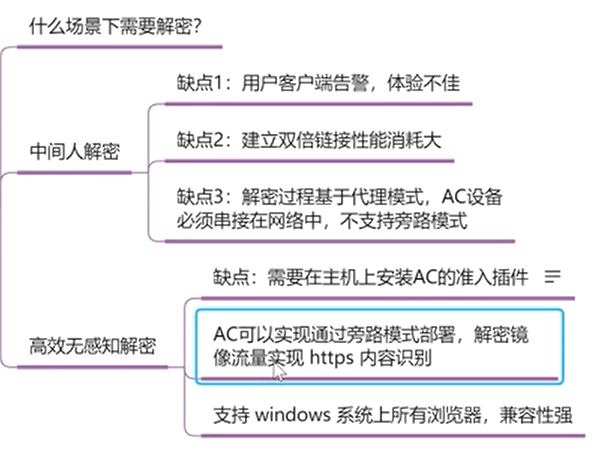 什么场景下需要解密？
中间人解密
缺点1：用户客户端告警，体验不佳
缺点2：建立双倍链接性能消耗大
缺点3：解密过程基于代理模式，AC设备
必须串接在网络中，不支持旁路模式
高效无感知解密
缺点：需要在主机上安装AC的准入插件
AC可以实现通过旁路模式部署，解密镜
像流量实现 https 内容识别
支持 windows 系统上所有浏览器，兼容性强